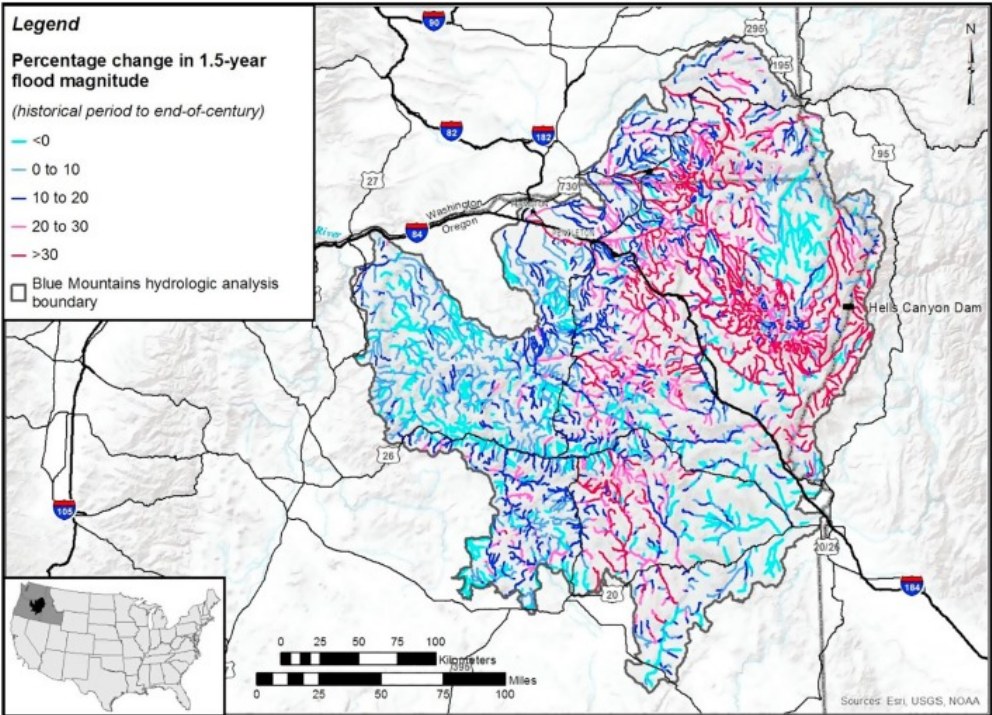 Legend
Percentage change in 1.5-year
flood magnitude
(historical period to end-of-century)
<0
0 to 10
10 to 20
20 to 30
>30
Blue Mountains hydrologic analysis
boundary
90
295
195
N
82
182
95
27
730
Washington
Oregon
River
84
PENDLETON
Hells Canyon Dam
26
105
20/26
20
184
0 25 50 75 100
Kilometers
395
Miles
0 25 50 75 100
Sources: Esri, USGS, NOAA